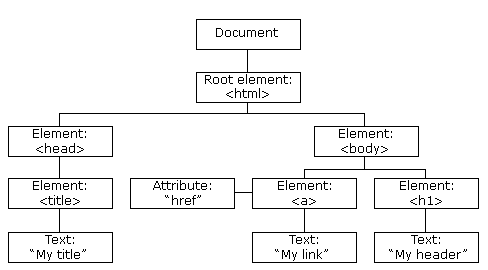 Document
Root element:
<html>
Element:
<head>
Element:
<body>
Element:
<title>
Attribute:
“href”
Element:
<a>
Element:
<h1>
Text:
“My title”
Text:
“My link”
Text:
“My header”